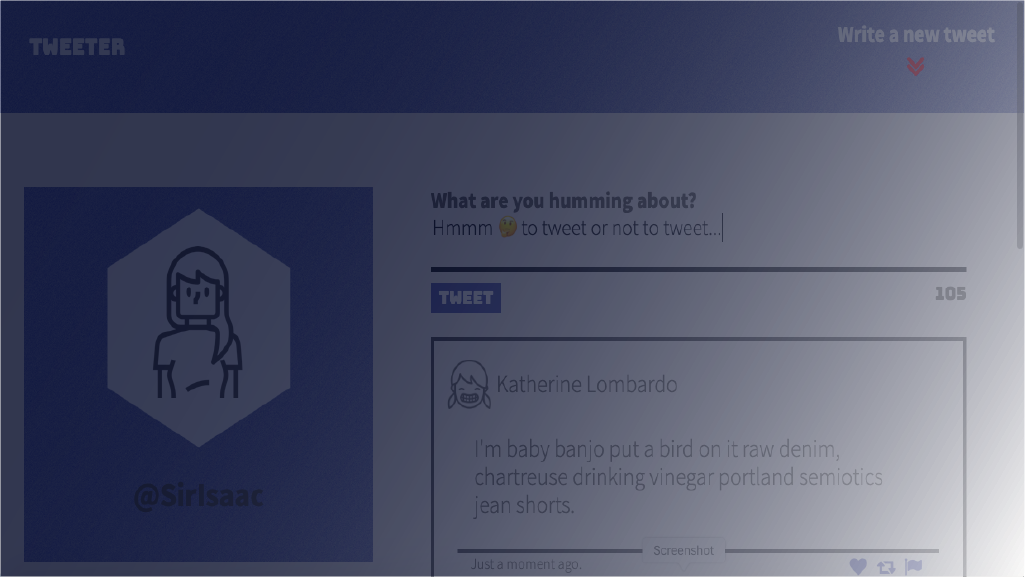 TWEETER
Write a new tweet
What are you humming about?
Hmmm 🤔 to tweet or not to tweet...
TWEET
105
Katherine Lombardo
I'm baby banjo put a bird on it raw denim,
chartreuse drinking vinegar portland semiotics
jean shorts.
@SirIsaac
Screenshot
Just a moment ago.